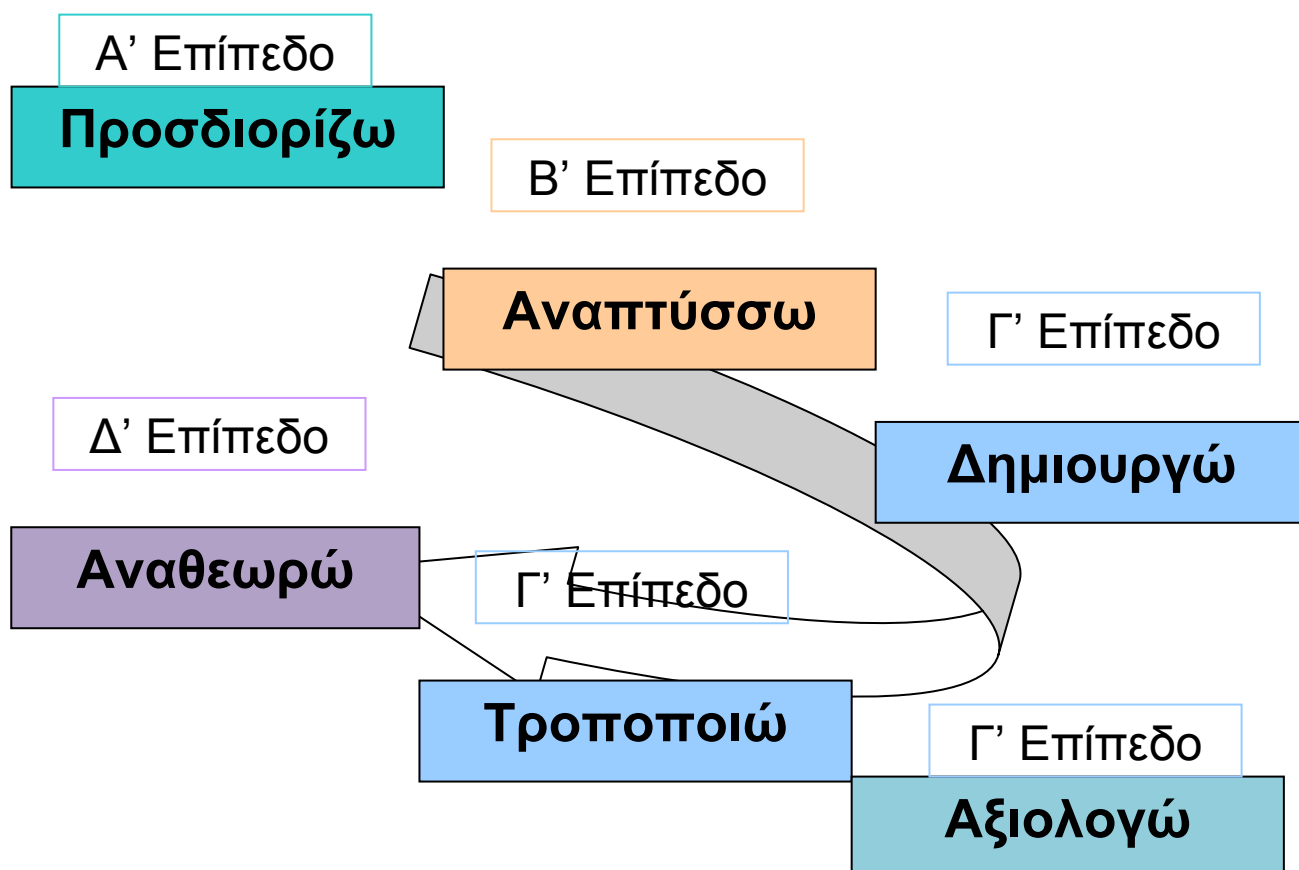 Α’ Επίπεδο
Προσδιορίζω
Β’ Επίπεδο
Αναπτύσσω
Γ’ Επίπεδο
Δημιουργώ
Δ’ Επίπεδο
Αναθεωρώ
Γ’ Επίπεδο
Τροποποιώ
Γ’ Επίπεδο
Αξιολογώ